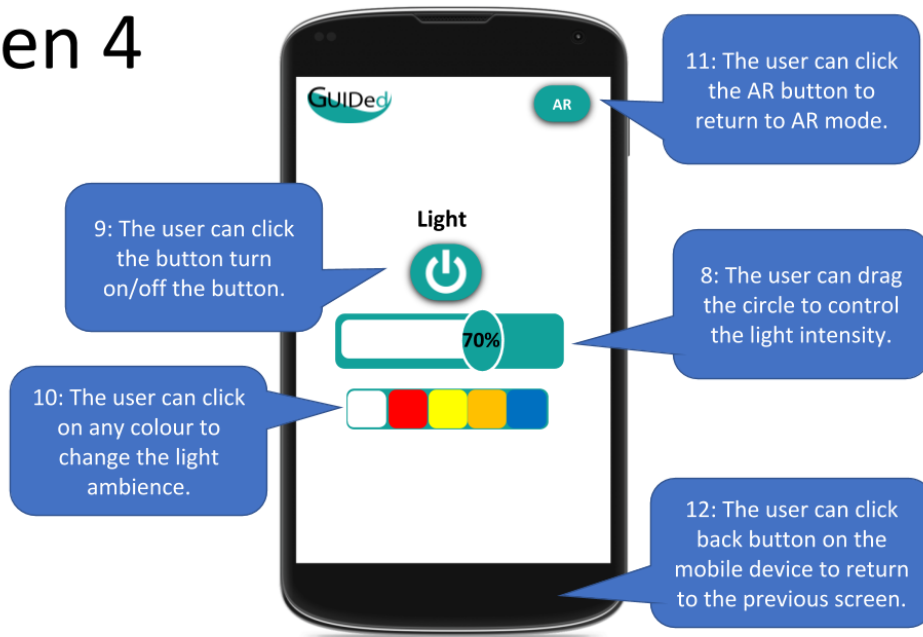 en 4
GUIDed
AR
11: The user can click
the AR button to
return to AR mode.
9: The user can click
the button turn
on/off the button.
Light
8: The user can drag
the circle to control
the light intensity.
70%
10: The user can click
on any colour to
change the light
ambience.
12: The user can click
back button on the
mobile device to return
to the previous screen.